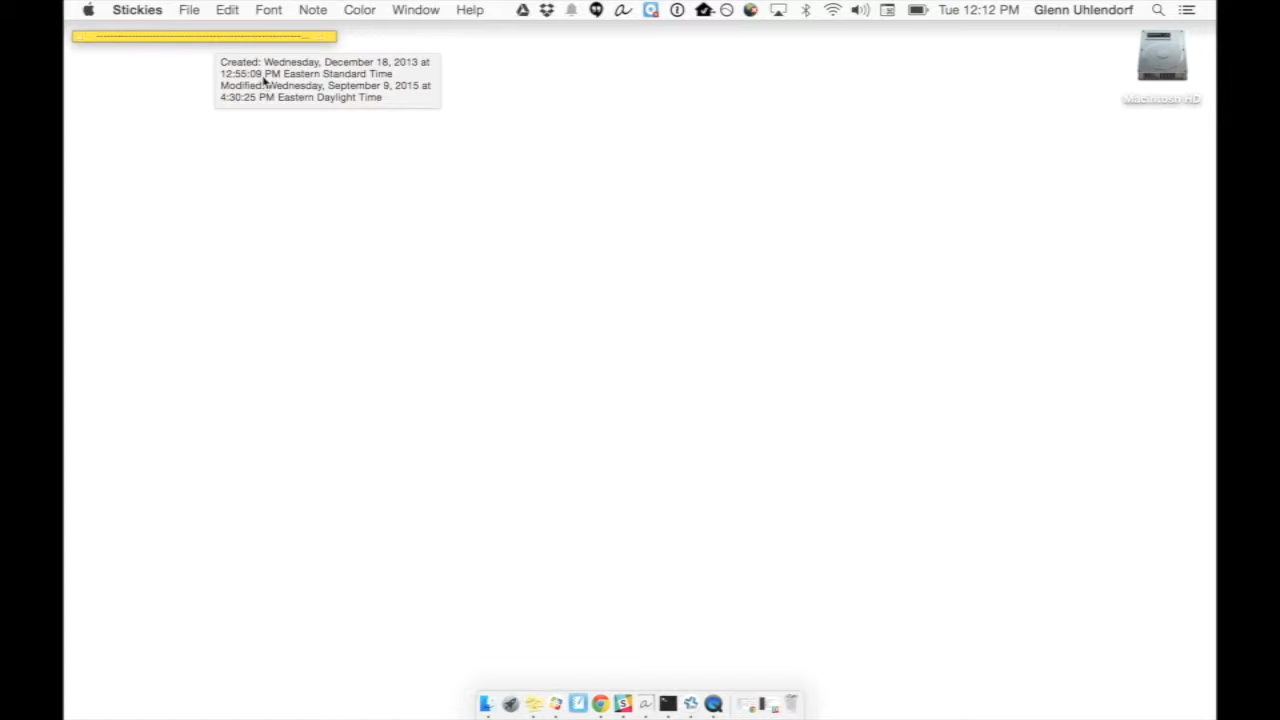 Stickies File Edit Font Note Color Window Help Tue 12:12 PM Glenn Uhlendorf
Created: Wednesday, December 18, 2013 at
12:55:09 PM Eastern Standard Time
Modified: Wednesday, September 9, 2015 at
4:30:25 PM Eastern Daylight Time
Macintosh HD